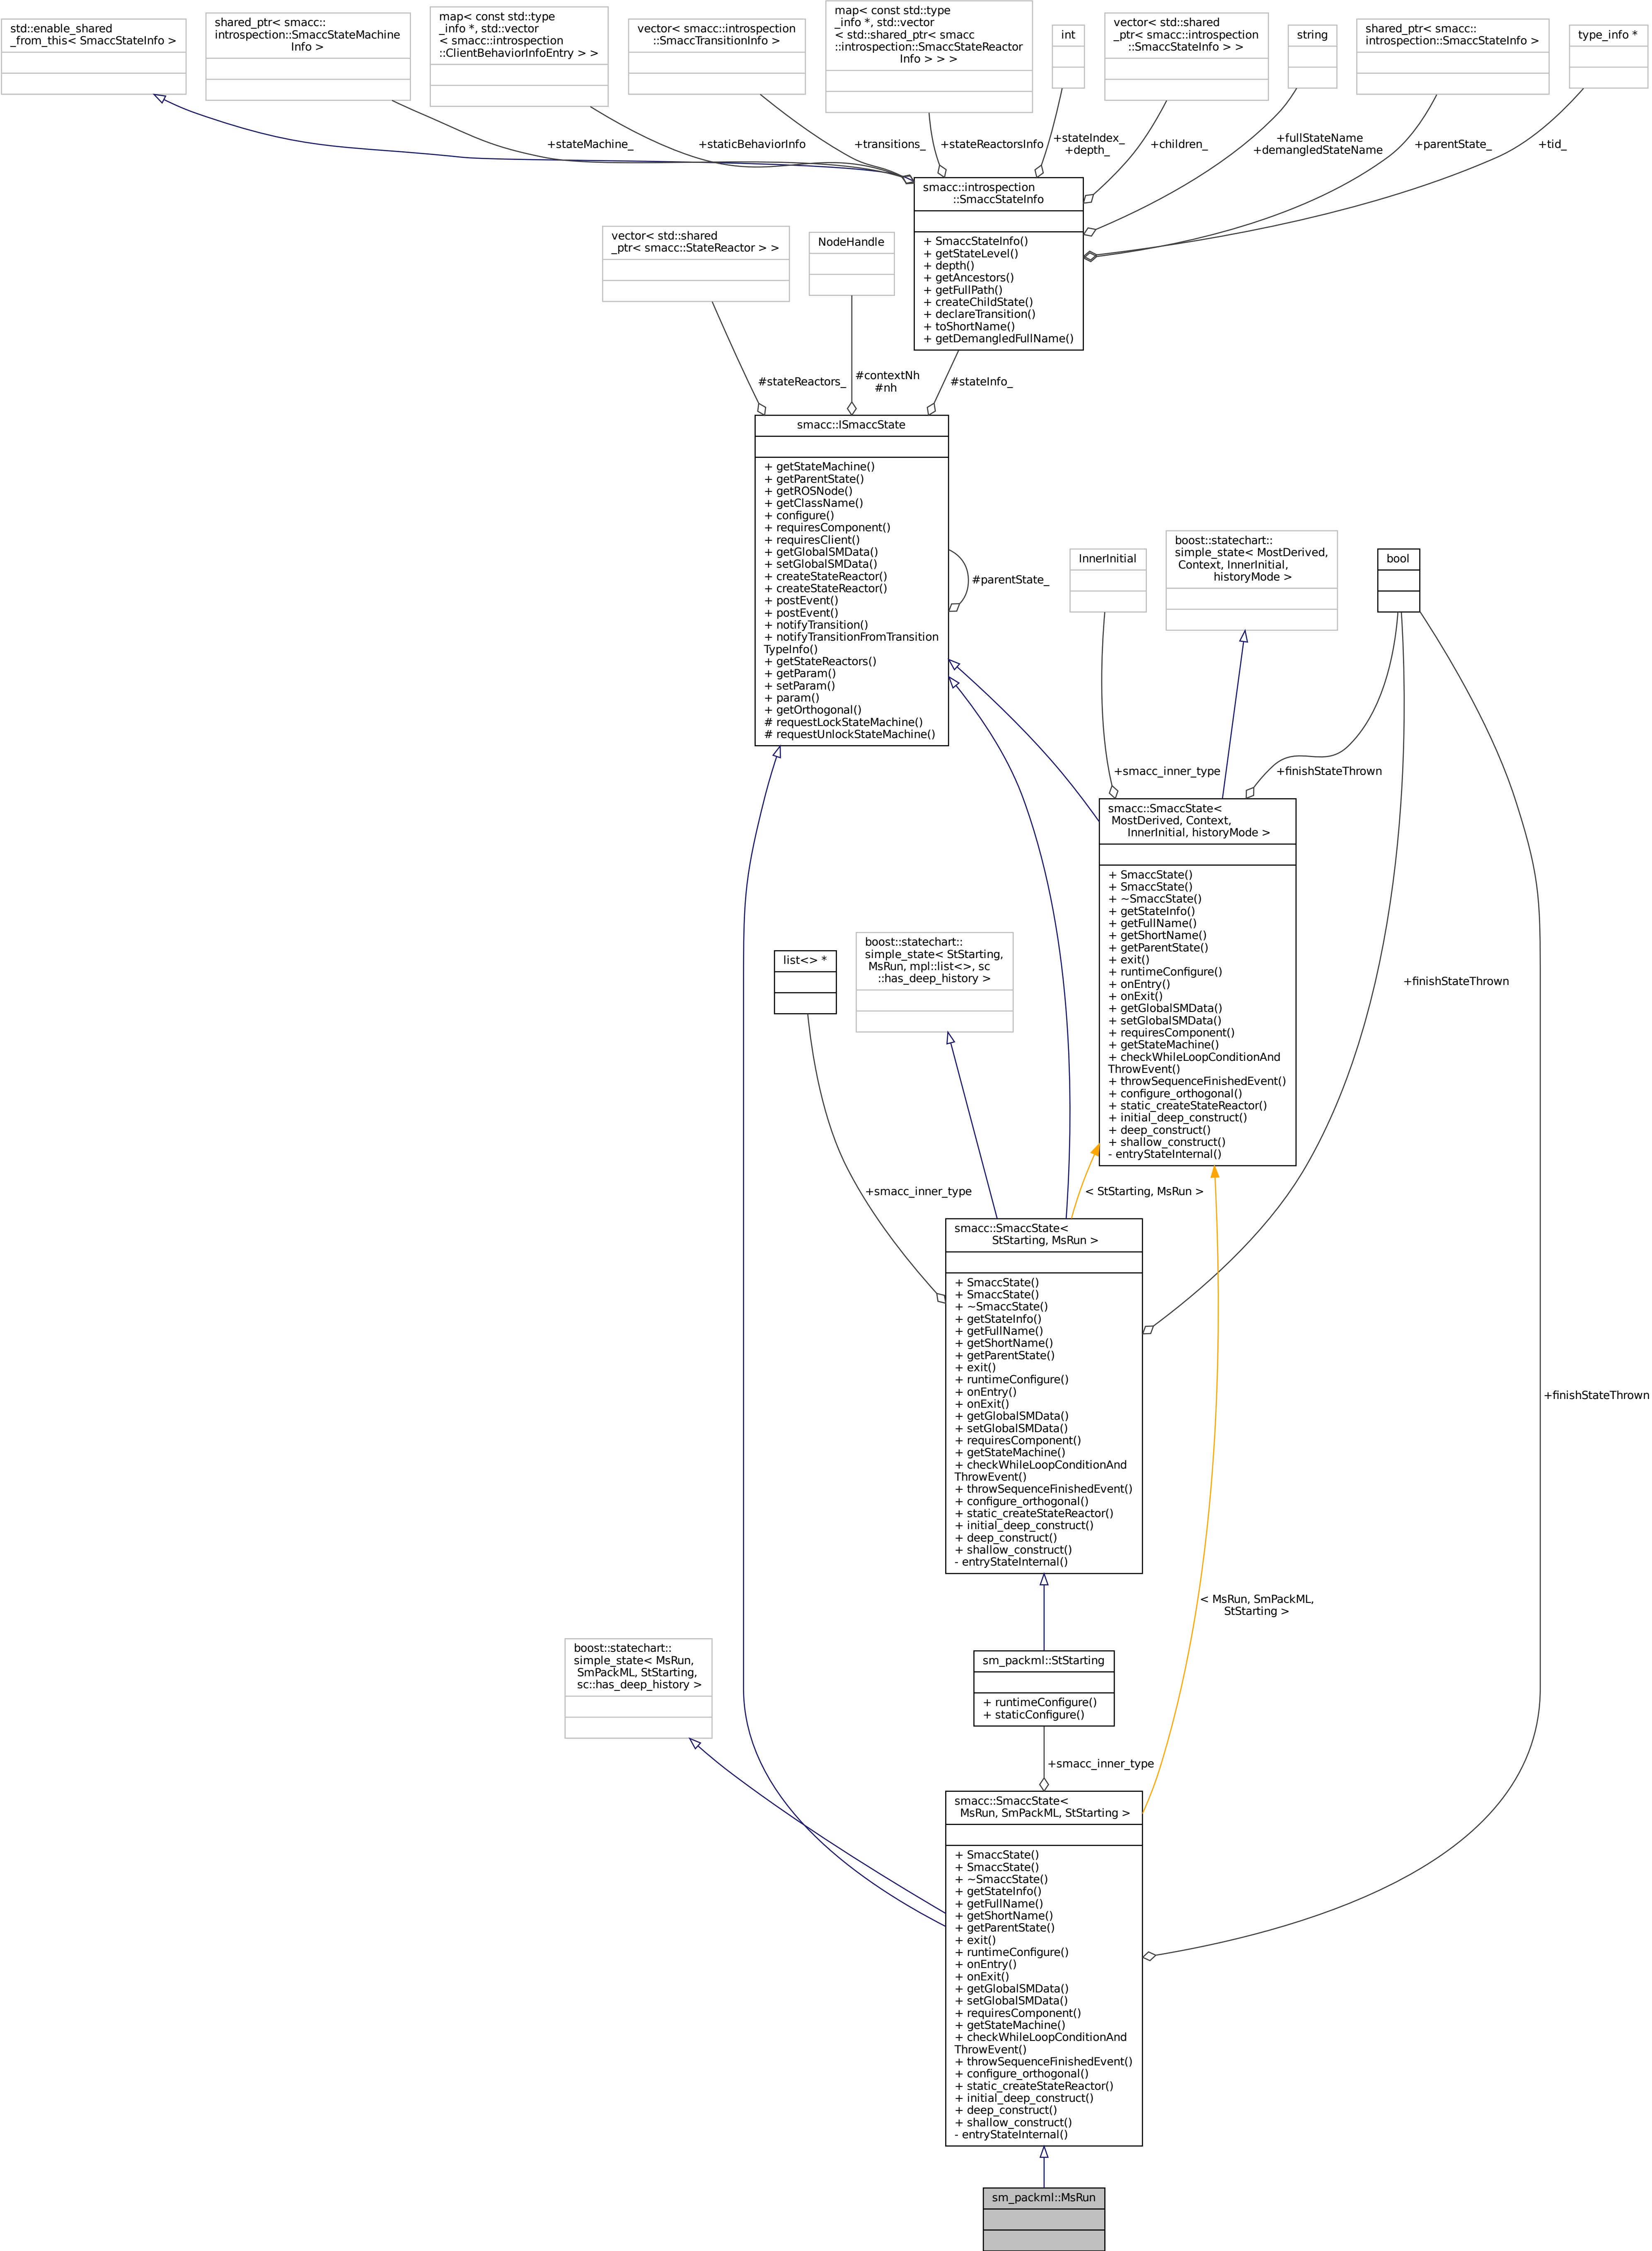 std::enable_shared
_from_this< SmaccStateInfo >
shared_ptr< smacc::
introspection::SmaccStateMachine
Info >
map< const std::type
_info *, std::vector
< smacc::introspection
::ClientBehaviorInfoEntry > >
vector< smacc::introspection
::SmaccTransitionInfo >
map< const std::type
_info *, std::vector
< std::shared_ptr< smacc
::introspection::SmaccStateReactor
Info > > >
int
vector< std::shared
_ptr< smacc::introspection
::SmaccStateInfo > >
string
shared_ptr< smacc::
introspection::SmaccStateInfo >
type_info *
+stateMachine_
+staticBehaviorInfo
+transitions_
+stateReactorsInfo
+stateIndex_
+depth_
+children_
+fullStateName
+demangledStateName
+parentState_
+tid_
smacc::introspection
::SmaccStateInfo
+ SmaccStateInfo()
+ getStateLevel()
+ depth()
+ getAncestors()
+ getFullPath()
+ createChildState()
+ declareTransition()
+ toShortName()
+ getDemangledFullName()
vector< std::shared
_ptr< smacc::StateReactor > >
NodeHandle
#stateReactors_
#contextNh
#nh
#stateInfo_
smacc::ISmaccState
+ getStateMachine()
+ getParentState()
+ getROSNode()
+ getClassName()
+ configure()
+ requiresComponent()
+ requiresClient()
+ getGlobalSMData()
+ setGlobalSMData()
+ createStateReactor()
+ createStateReactor()
+ postEvent()
+ postEvent()
+ notifyTransition()
+ notifyTransitionFromTransition
TypeInfo()
+ getStateReactors()
+ getParam()
+ setParam()
+ param()
+ getOrthogonal()
# requestLockStateMachine()
# requestUnlockStateMachine()
#parentState_
InnerInitial
boost::statechart::
simple_state< MostDerived,
Context, InnerInitial,
historyMode >
bool
+smacc_inner_type
+finishStateThrown
smacc::SmaccState<
MostDerived, Context,
InnerInitial, historyMode >
+ SmaccState()
+ SmaccState()
+ ~SmaccState()
+ getStateInfo()
+ getFullName()
+ getShortName()
+ getParentState()
+ exit()
+ runtimeConfigure()
+ onEntry()
+ onExit()
+ getGlobalSMData()
+ setGlobalSMData()
+ requiresComponent()
+ getStateMachine()
+ checkWhileLoopConditionAnd
ThrowEvent()
+ throwSequenceFinishedEvent()
+ configure_orthogonal()
+ static_createStateReactor()
+ initial_deep_construct()
+ deep_construct()
+ shallow_construct()
- entryStateInternal()
list<> *
boost::statechart::
simple_state< StStarting,
MsRun, mpl::list<>, sc
::has_deep_history >
+finishStateThrown
+smacc_inner_type
< StStarting, MsRun >
smacc::SmaccState<
StStarting, MsRun >
+ SmaccState()
+ SmaccState()
+ ~SmaccState()
+ getStateInfo()
+ getFullName()
+ getShortName()
+ getParentState()
+ exit()
+ runtimeConfigure()
+ onEntry()
+ onExit()
+ getGlobalSMData()
+ setGlobalSMData()
+ requiresComponent()
+ getStateMachine()
+ checkWhileLoopConditionAnd
ThrowEvent()
+ throwSequenceFinishedEvent()
+ configure_orthogonal()
+ static_createStateReactor()
+ initial_deep_construct()
+ deep_construct()
+ shallow_construct()
- entryStateInternal()
+finishStateThrown
< MsRun, SmPackML,
StStarting >
boost::statechart::
simple_state< MsRun,
SmPackML, StStarting,
sc::has_deep_history >
sm_packml::StStarting
+ runtimeConfigure()
+ staticConfigure()
+smacc_inner_type
smacc::SmaccState<
MsRun, SmPackML, StStarting >
+ SmaccState()
+ SmaccState()
+ ~SmaccState()
+ getStateInfo()
+ getFullName()
+ getShortName()
+ getParentState()
+ exit()
+ runtimeConfigure()
+ onEntry()
+ onExit()
+ getGlobalSMData()
+ setGlobalSMData()
+ requiresComponent()
+ getStateMachine()
+ checkWhileLoopConditionAnd
ThrowEvent()
+ throwSequenceFinishedEvent()
+ configure_orthogonal()
+ static_createStateReactor()
+ initial_deep_construct()
+ deep_construct()
+ shallow_construct()
- entryStateInternal()
sm_packml::MsRun